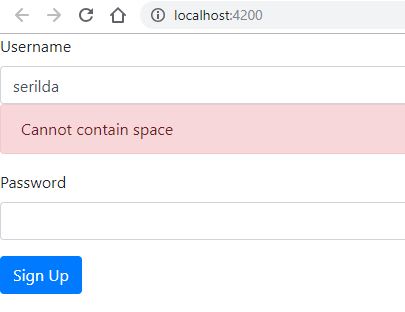 localhost:4200
Username
serilda
Cannot contain space
Password
Sign Up